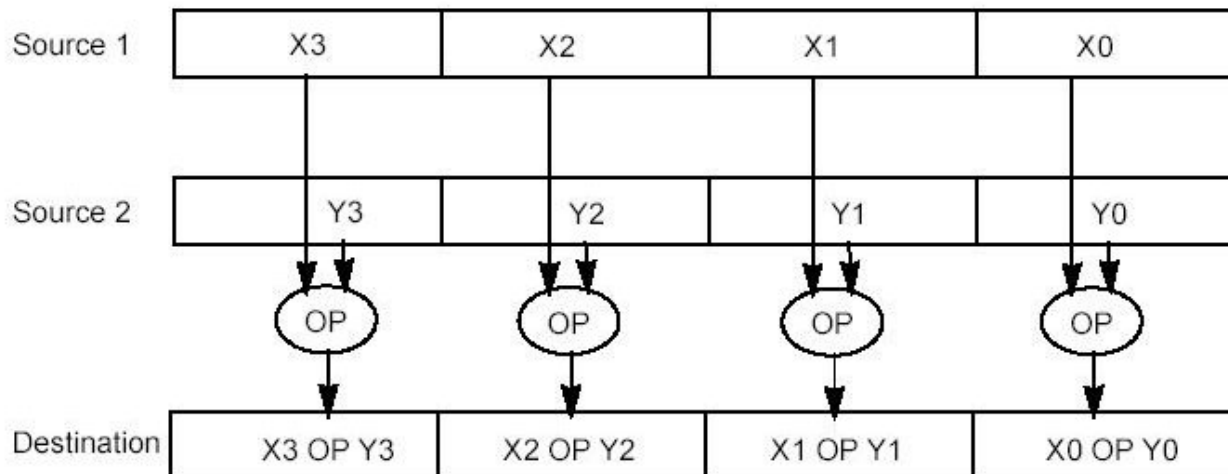 Source 1 X3 X2 X1 X0
Source 2 Y3 Y2 Y1 Y0
OP OP OP OP
Destination X3 OP Y3 X2 OP Y2 X1 OP Y1 X0 OP Y0